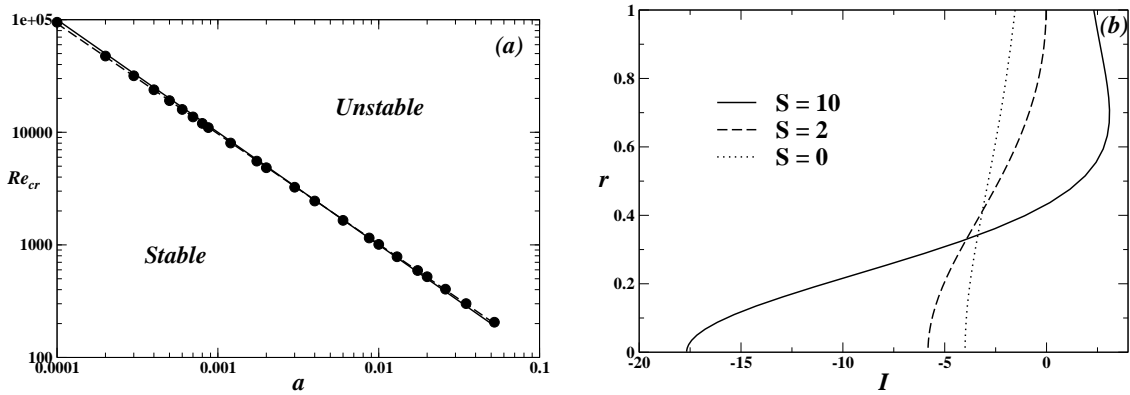 (a)
1e+05
10000
1000
100
Re_cr
Unstable
Stable
0.0001
0.001
0.01
0.1
a
(b)
1
0.8
0.6
0.4
0.2
0
r
S = 10
S = 2
S = 0
-20
-15
-10
-5
0
I